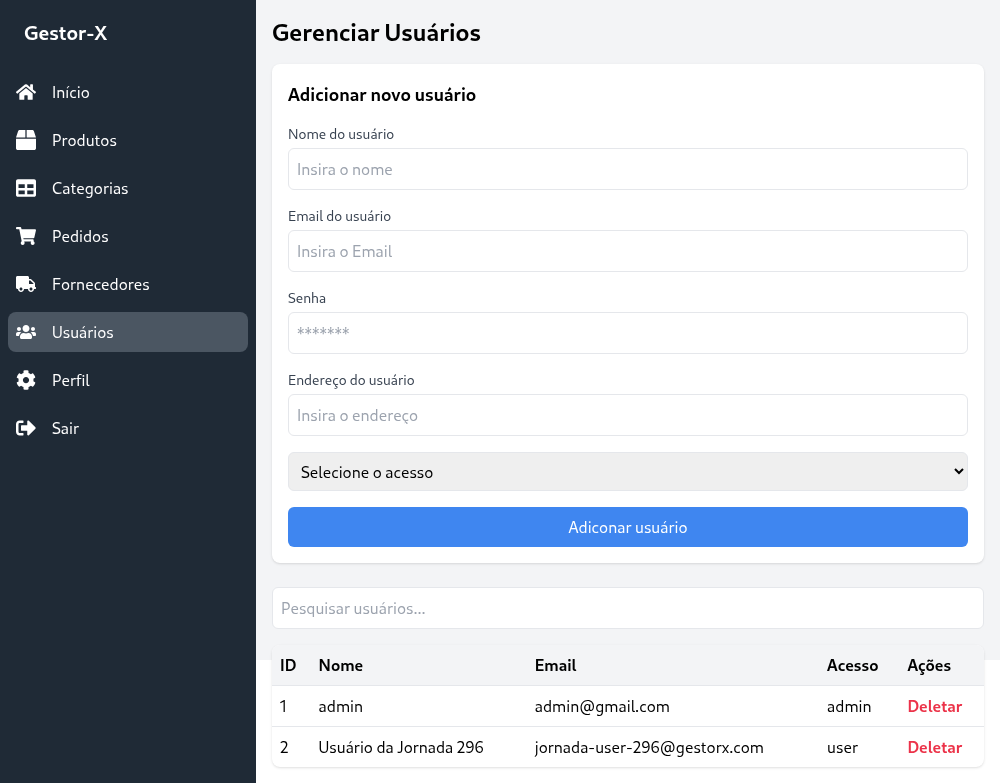 Gestor-X
Início
Produtos
Categorias
Pedidos
Fornecedores
Usuários
Perfil
Sair
Gerenciar Usuários
Adicionar novo usuário
Nome do usuário
Insira o nome
Email do usuário
Insira o Email
Senha
*******
Endereço do usuário
Insira o endereço
Selecione o acesso
Adiconar usuário
Pesquisar usuários...
ID Nome Email Acesso Ações
1 admin admin@gmail.com admin Deletar
2 Usuário da Jornada 296 jornada-user-296@gestorx.com user Deletar